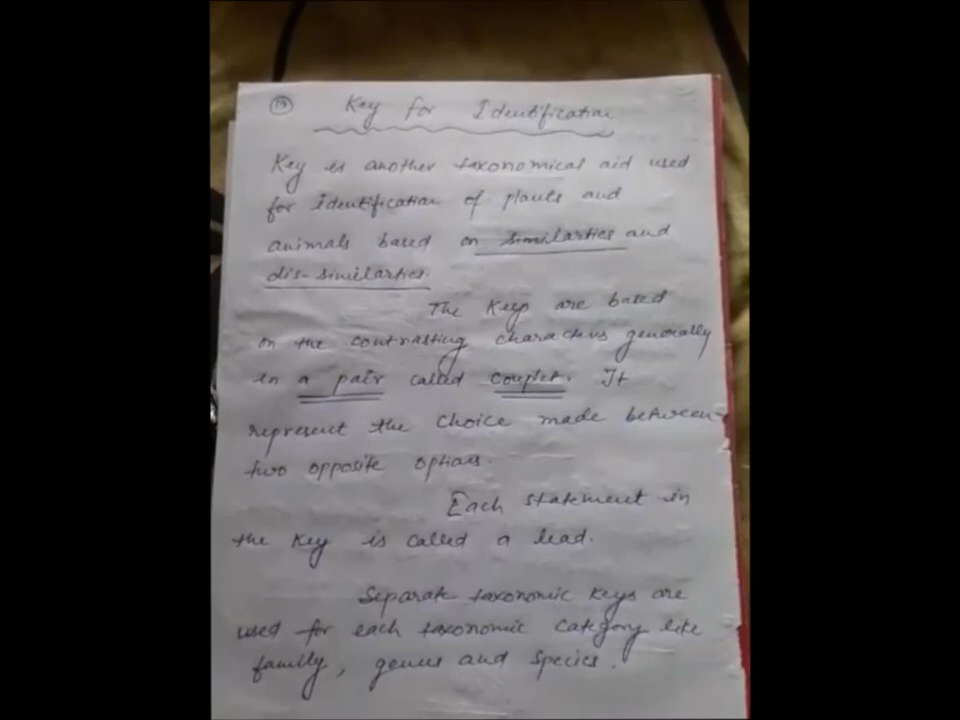 13 Key for Identification
Key is another taxonomical aid used
for identification of plants and
animals based on similarties and
dis-similarties.
The Keys are based
on the contrasting characters generally
in a pair called couplet. It
represent the choice made between
two opposite options.
Each statement in
the Key is called a lead.
Separate taxonomic keys are
used for each taxonomic category like
family, genus and species.